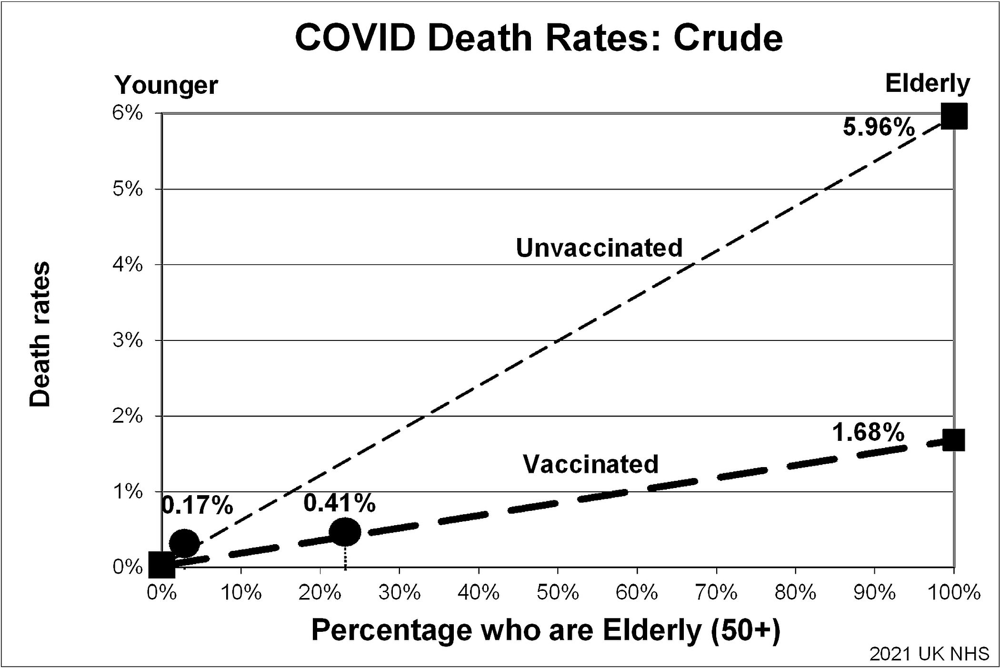 COVID Death Rates: Crude
Younger
Elderly
6%
5.96%
5%
Unvaccinated
4%
Death rates
3%
2%
1.68%
Vaccinated
1%
0.17%
0.41%
0%
0% 10% 20% 30% 40% 50% 60% 70% 80% 90% 100%
Percentage who are Elderly (50+)
2021 UK NHS